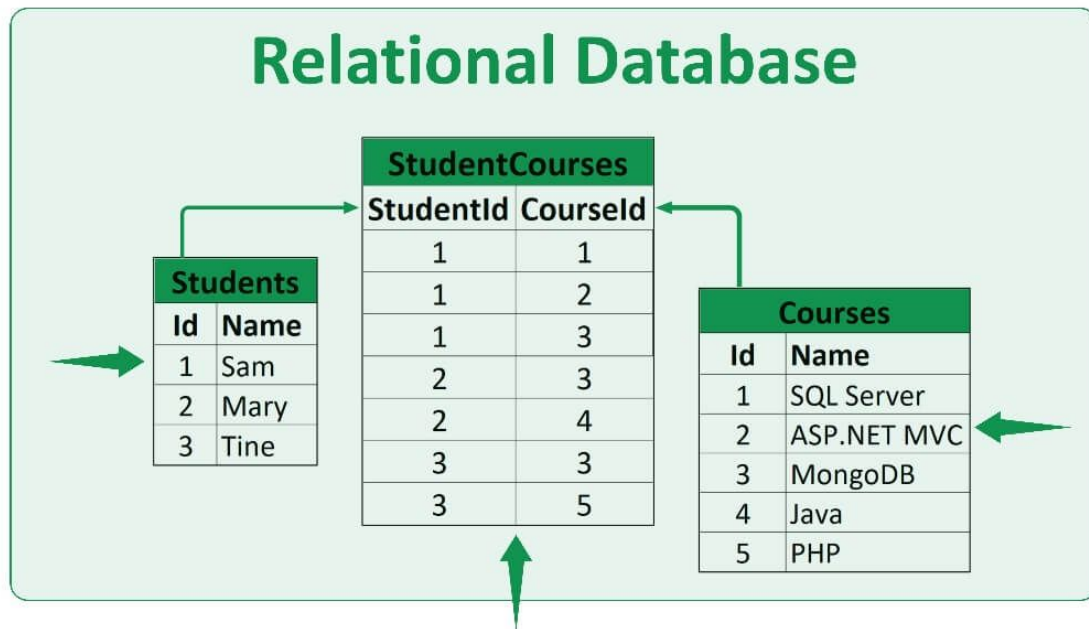 Relational Database
StudentCourses
StudentId CourseId
1 1
1 2
1 3
2 3
2 4
3 3
3 5
Students
Id Name
1 Sam
2 Mary
3 Tine
Courses
Id Name
1 SQL Server
2 ASP.NET MVC
3 MongoDB
4 Java
5 PHP